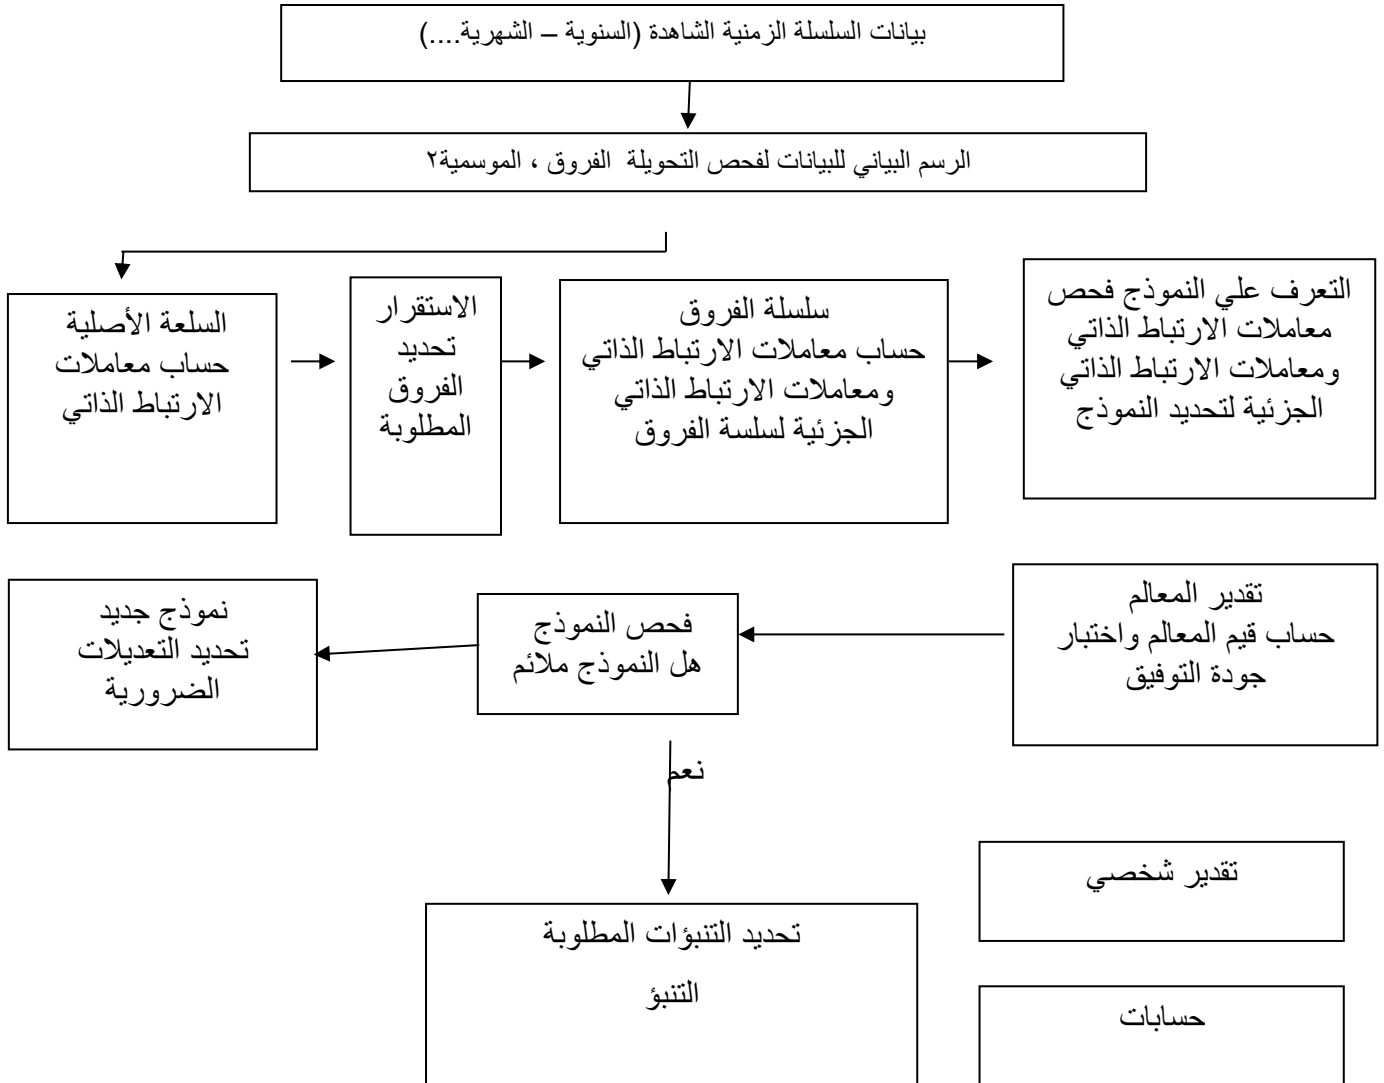 بيانات السلسلة الزمنية الشاهدة (السنوية – الشهرية....)
الرسم البياني للبيانات لفحص التحويلة الفروق ، الموسمية٢
السلعة الأصلية
حساب معاملات
الارتباط الذاتي
الاستقرار
تحديد
الفروق
المطلوبة
سلسلة الفروق
حساب معاملات الارتباط الذاتي
ومعاملات الارتباط الذاتي
الجزئية لسلسة الفروق
التعرف علي النموذج فحص
معاملات الارتباط الذاتي
ومعاملات الارتباط الذاتي
الجزئية لتحديد النموذج
تقدير المعالم
حساب قيم المعالم واختبار
جودة التوفيق
فحص النموذج
هل النموذج ملائم
نموذج جديد
تحديد التعديلات
الضرورية
نعم
تحديد التنبؤات المطلوبة
التنبؤ
تقدير شخصي
حسابات